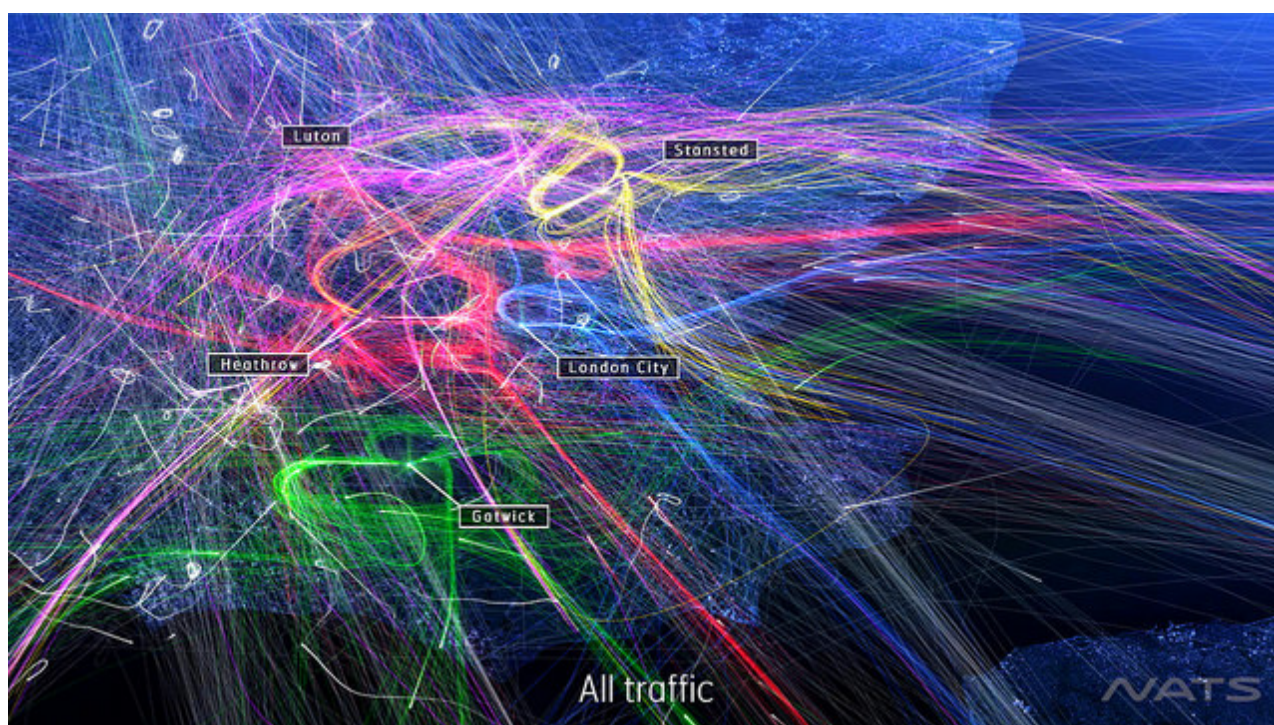 Luton
Stansted
Heathrow
London City
Gatwick
All traffic
NATS